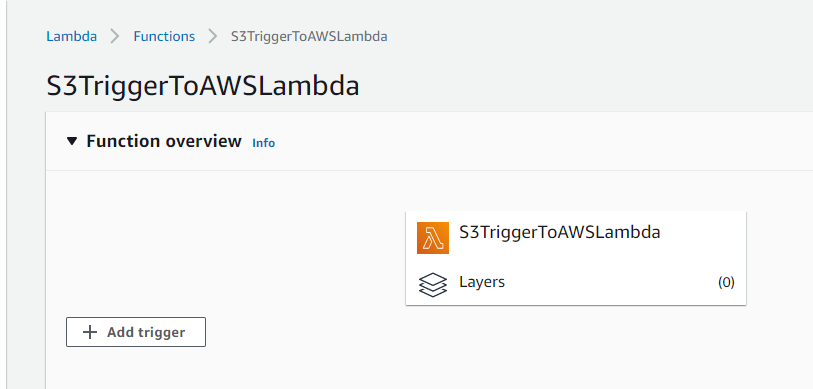 Lambda > Functions > S3TriggerToAWSLambda
S3TriggerToAWSLambda
Function overview Info
S3TriggerToAWSLambda
Layers (0)
+ Add trigger